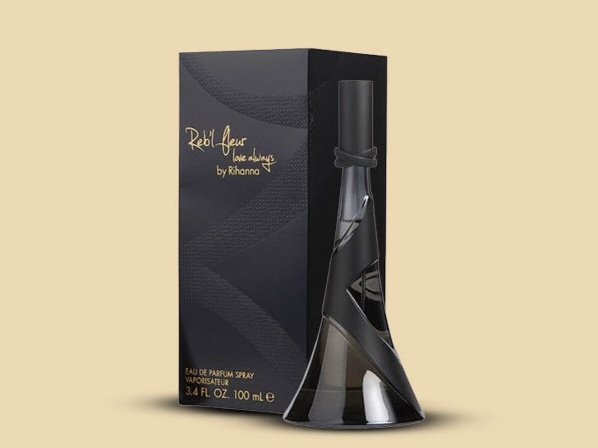 Reb'l fleur
love always
by Rihanna
EAU DE PARFUM SPRAY
VAPORISATEUR
3.4 FL. OZ. 100 mL ℮